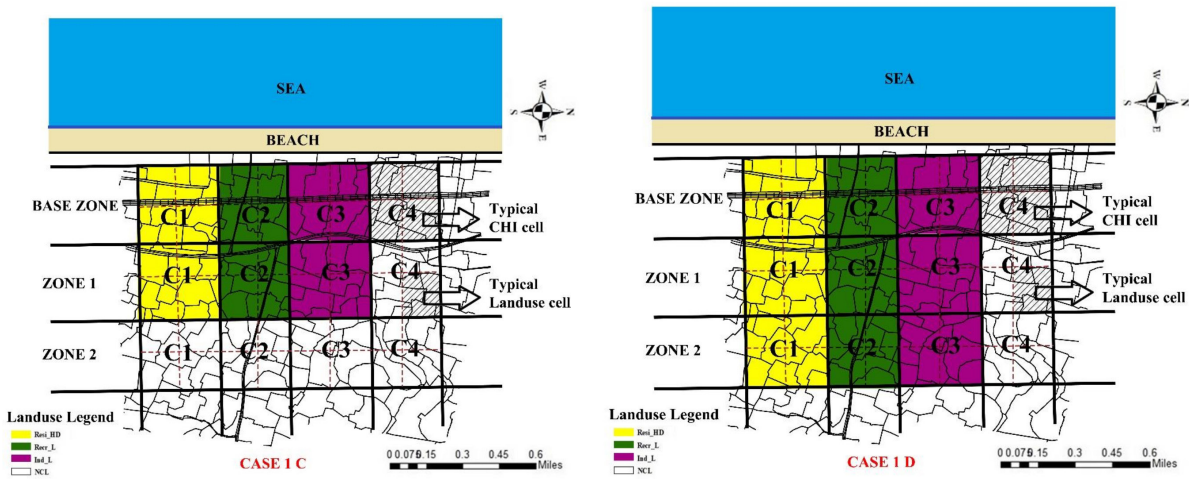 SEA
W
S
N
E
BEACH
BASE ZONE
C1
C2
C3
C4
Typical
CHI cell
ZONE 1
C1
C2
C3
C4
Typical
Landuse cell
ZONE 2
C1
C2
C3
C4
Landuse Legend
Resi_HD
Recr_L
Ind_L
NCL
CASE 1 C
0 0.075 0.15 0.3 0.45 0.6
Miles
SEA
W
S
N
E
BEACH
BASE ZONE
C1
C2
C3
C4
Typical
CHI cell
ZONE 1
C1
C2
C3
C4
Typical
Landuse cell
ZONE 2
C1
C2
C3
C4
Landuse Legend
Resi_HD
Recr_L
Ind_L
NCL
CASE 1 D
0 0.075 0.15 0.3 0.45 0.6
Miles